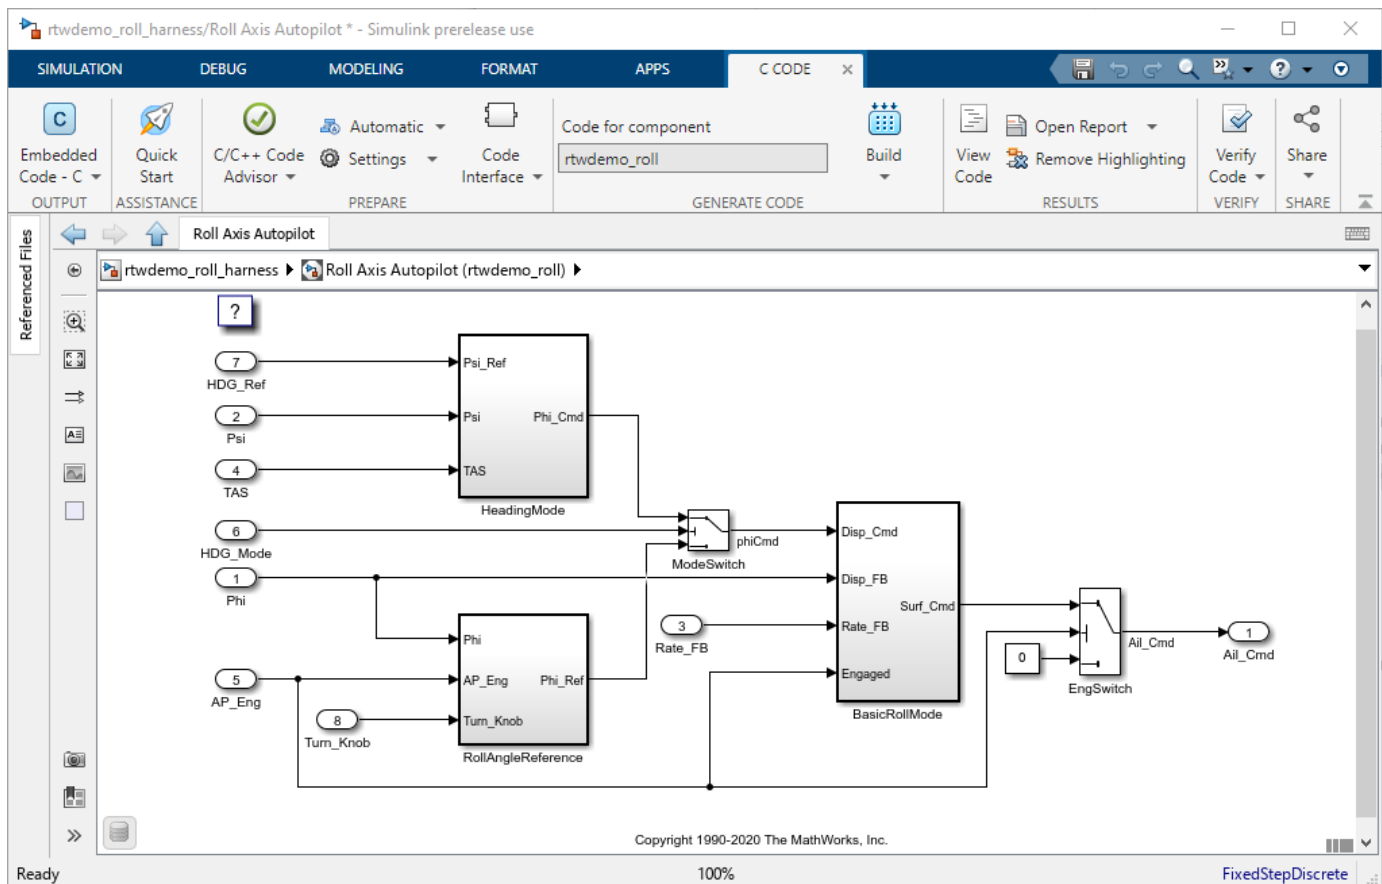 rtwdemo_roll_harness/Roll Axis Autopilot * - Simulink prerelease use
SIMULATION DEBUG MODELING FORMAT APPS C CODE
C
Embedded Code - C
OUTPUT
Quick Start
ASSISTANCE
C/C++ Code Advisor
Automatic
Settings
Code Interface
PREPARE
Code for component
rtwdemo_roll
Build
GENERATE CODE
View Code
Open Report
Remove Highlighting
RESULTS
Verify Code
VERIFY
Share
SHARE
Referenced Files
Roll Axis Autopilot
rtwdemo_roll_harness Roll Axis Autopilot (rtwdemo_roll)
?
7
HDG_Ref
2
Psi
4
TAS
Psi_Ref
Psi Phi_Cmd
TAS
HeadingMode
6
HDG_Mode
1
Phi
ModeSwitch
phiCmd
Phi
AP_Eng Phi_Ref
Turn_Knob
RollAngleReference
5
AP_Eng
8
Turn_Knob
3
Rate_FB
Disp_Cmd
Disp_FB
Surf_Cmd
Rate_FB
Engaged
BasicRollMode
0
EngSwitch
Ail_Cmd
1
Ail_Cmd
Copyright 1990-2020 The MathWorks, Inc.
Ready 100% FixedStepDiscrete